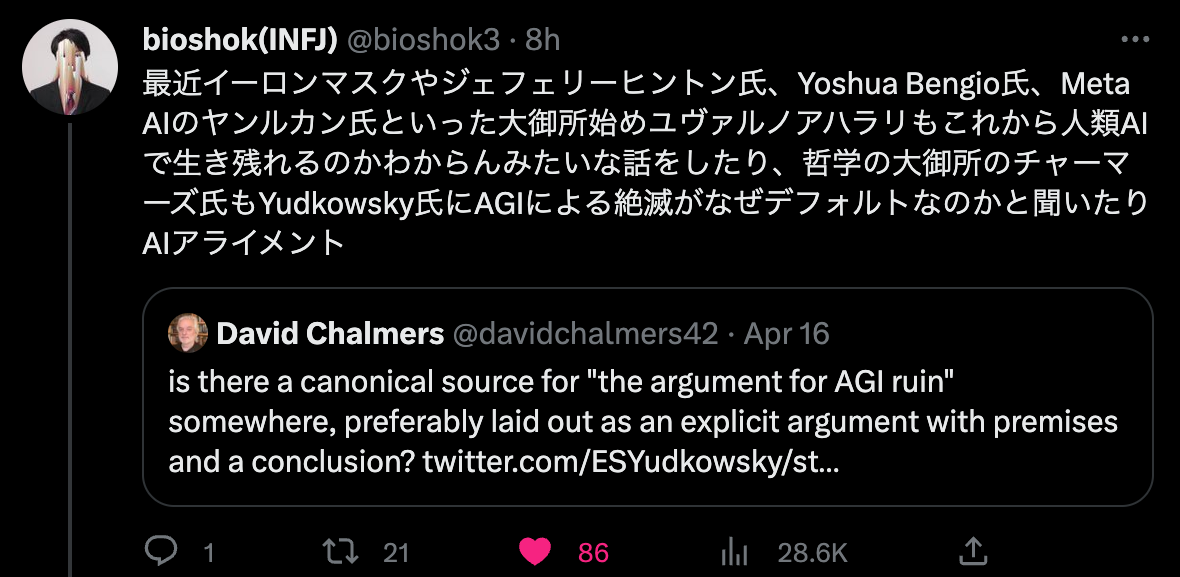 bioshok(INFJ) @bioshok3 · 8h
最近イーロンマスクやジェフェリーヒントン氏、Yoshua Bengio氏、Meta
AIのヤンルカン氏といった大御所始めユヴァルノアハラリもこれから人類AI
で生き残れるのかわからんみたいな話をしたり、哲学の大御所のチャーマ
ーズ氏もYudkowsky氏にAGIによる絶滅がなぜデフォルトなのかと聞いたり
AIアライメント
David Chalmers @davidchalmers42 · Apr 16
is there a canonical source for "the argument for AGI ruin"
somewhere, preferably laid out as an explicit argument with premises
and a conclusion? twitter.com/ESYudkowsky/st…
1 21 86 28.6K